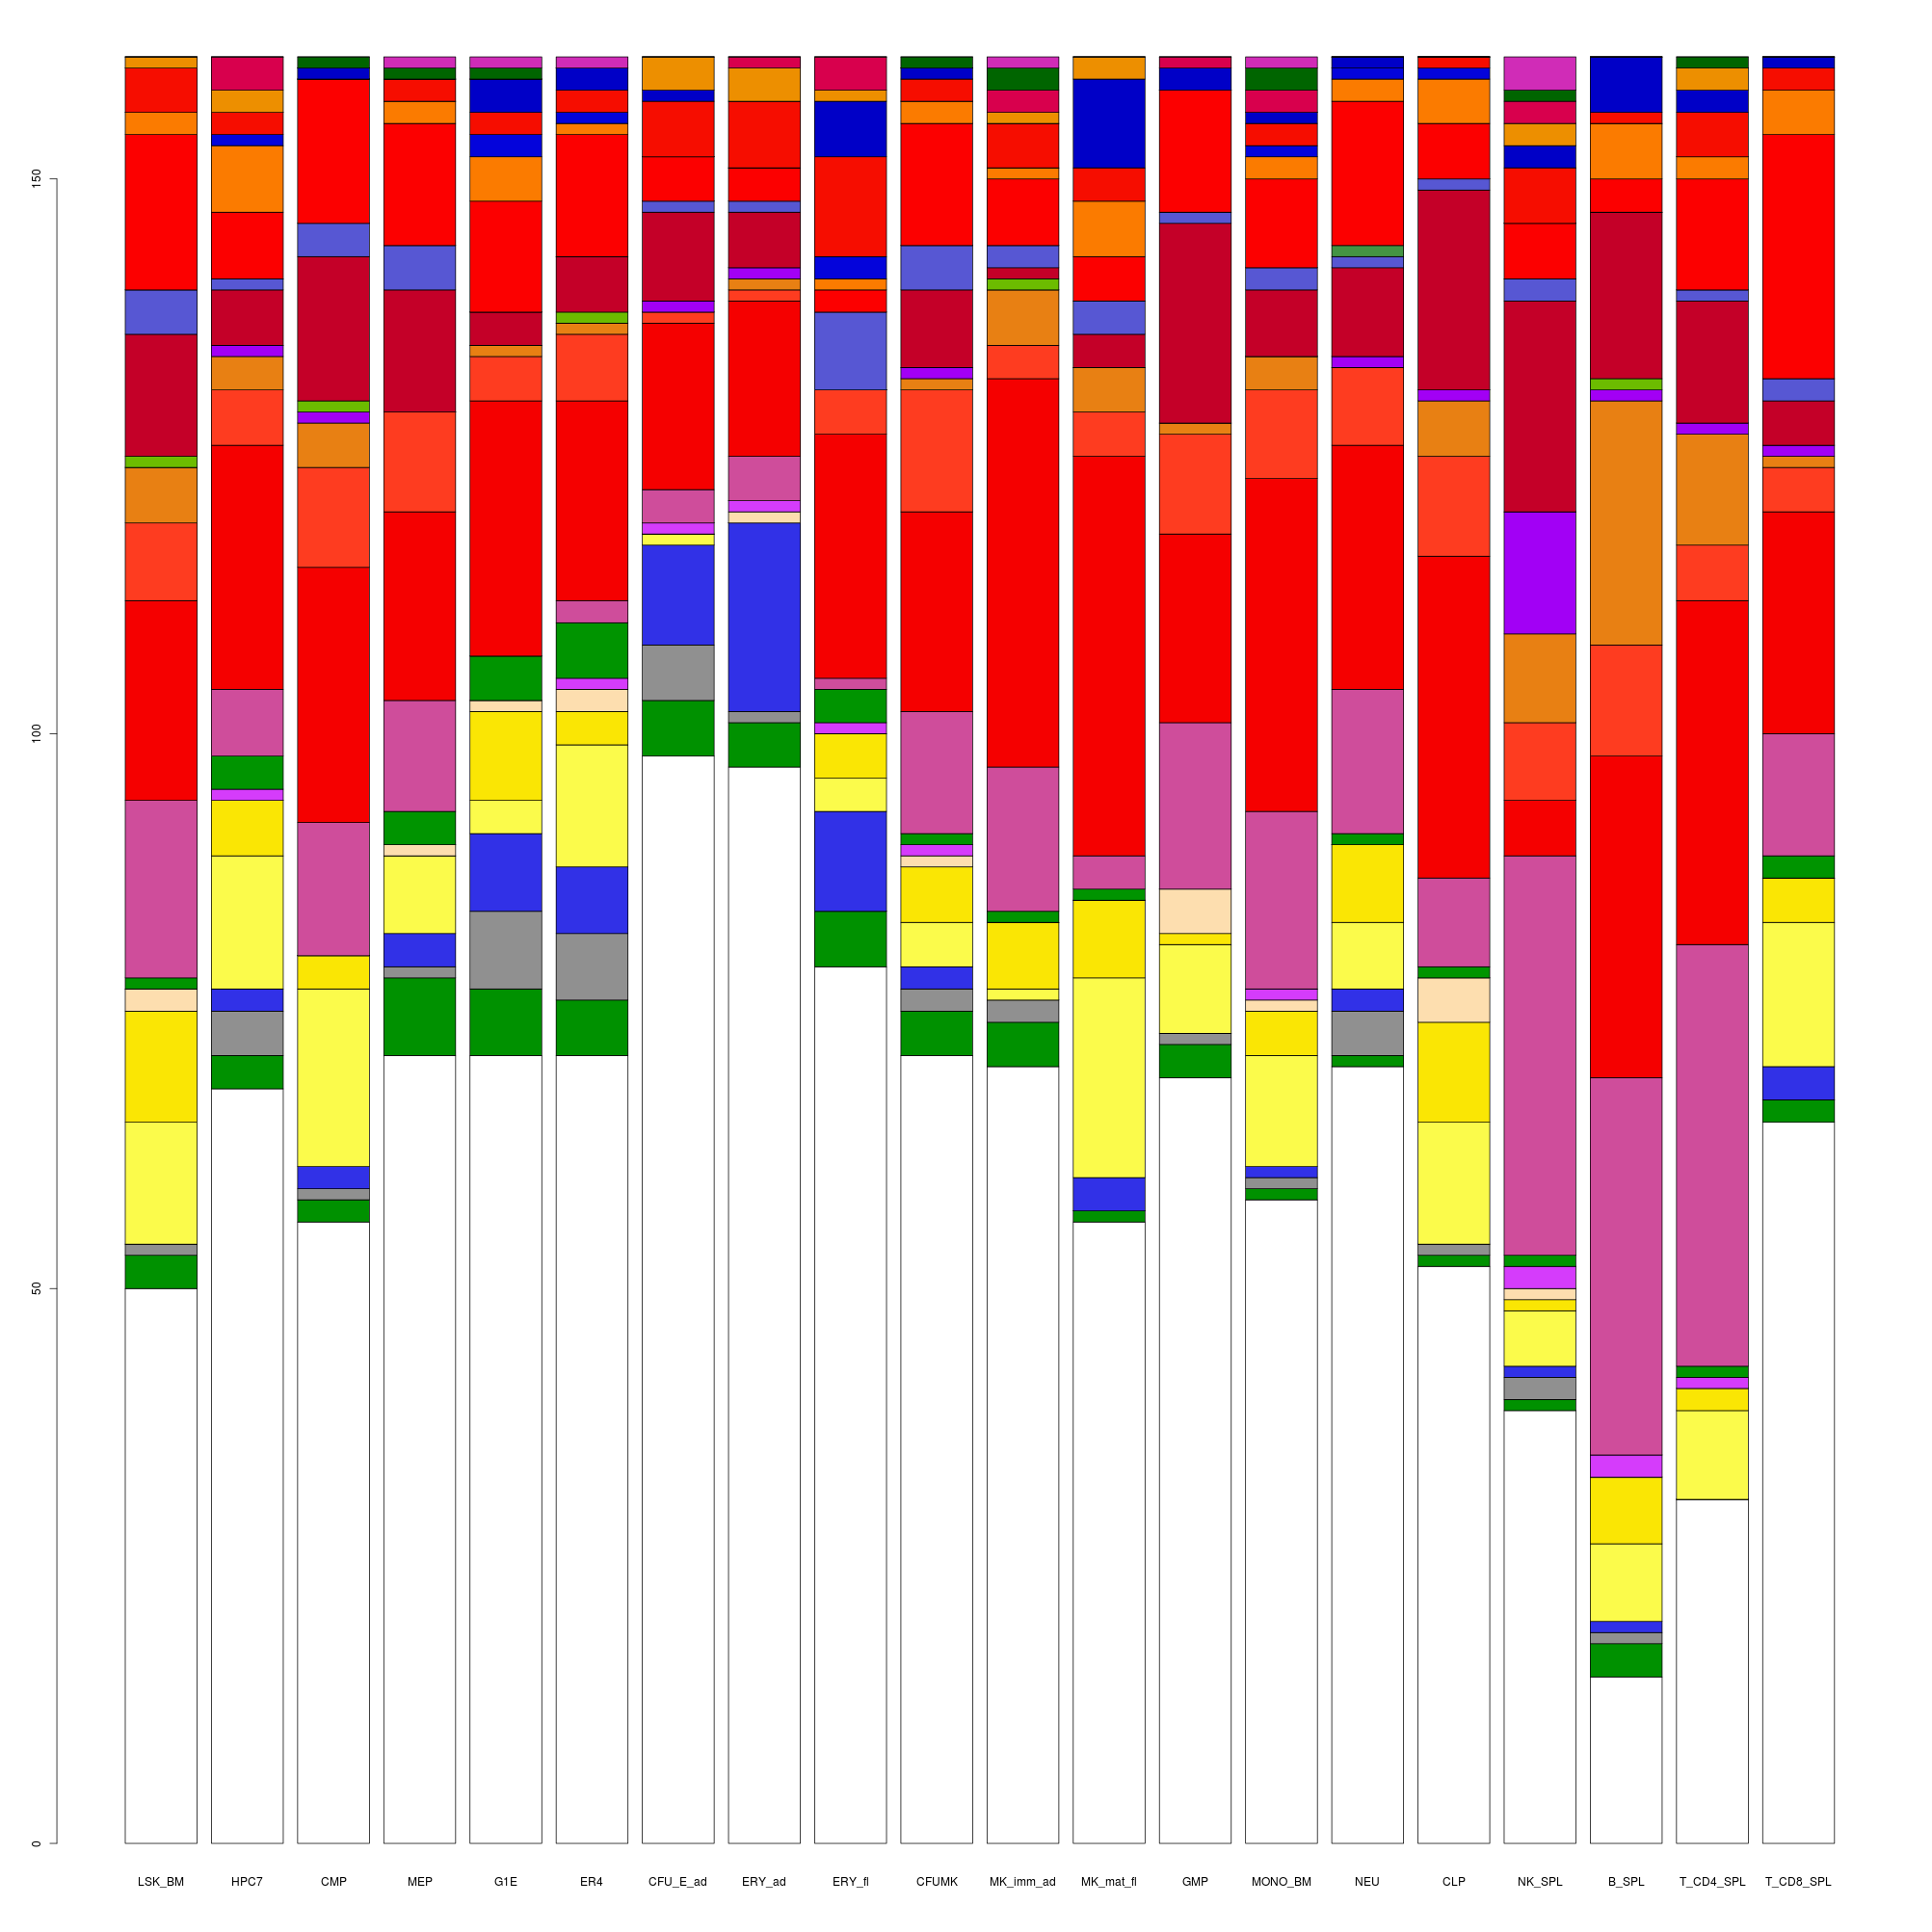 150
100
50
0
LSK_BM HPC7 CMP MEP G1E ER4 CFU_E_ad ERY_ad ERY_fl CFUMK MK_imm_ad MK_mat_fl GMP MONO_BM NEU CLP NK_SPL B_SPL T_CD4_SPL T_CD8_SPL